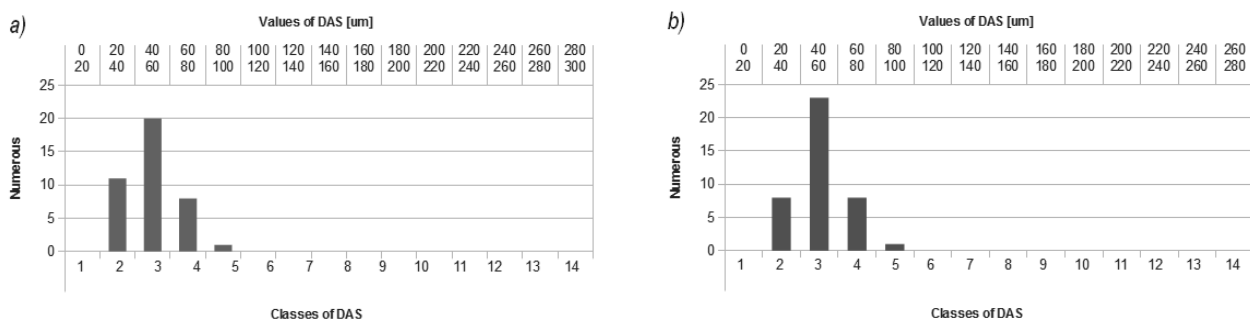 a)
Values of DAS [um]
0 20 40 60 80 100 120 140 160 180 200 220 240 260 280
20 40 60 80 100 120 140 160 180 200 220 240 260 280 300
25
20
15
10
5
0
Numerous
1 2 3 4 5 6 7 8 9 10 11 12 13 14
Classes of DAS
b)
Values of DAS [um]
0 20 40 60 80 100 120 140 160 180 200 220 240 260
20 40 60 80 100 120 140 160 180 200 220 240 260 280
25
20
15
10
5
0
Numerous
1 2 3 4 5 6 7 8 9 10 11 12 13 14
Classes of DAS